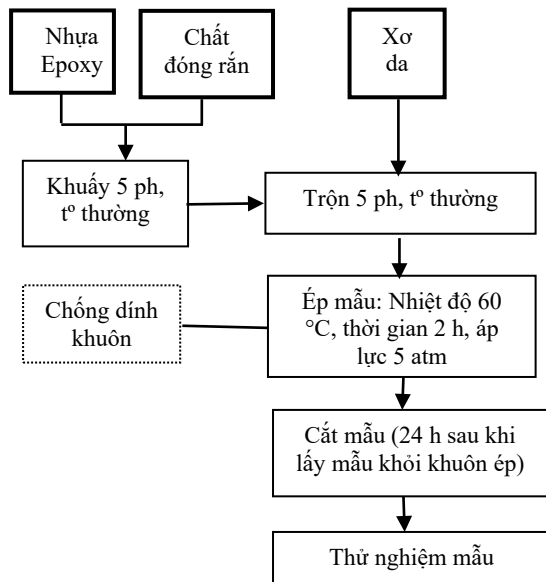 Nhựa
Epoxy
Chất
đóng rắn
Xơ
da
Khuấy 5 ph,
tº thường
Trộn 5 ph, tº thường
Chống dính
khuôn
Ép mẫu: Nhiệt độ 60
°C, thời gian 2 h, áp
lực 5 atm
Cắt mẫu (24 h sau khi
lấy mẫu khỏi khuôn ép)
Thử nghiệm mẫu